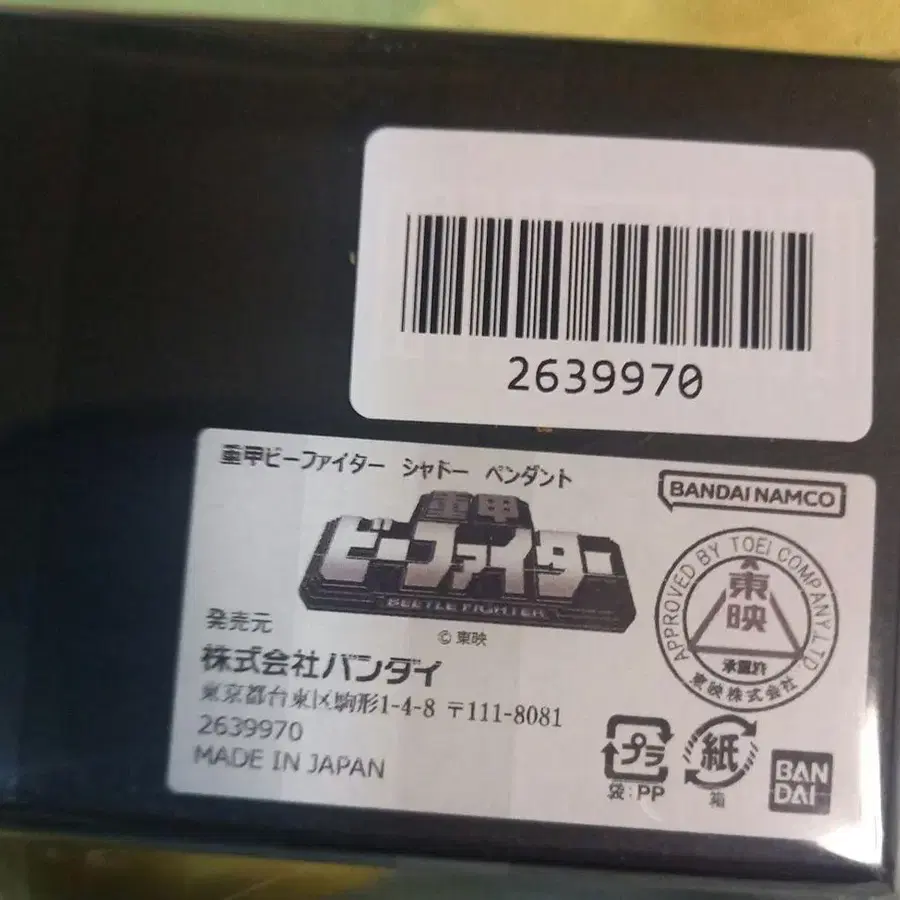 2639970
重甲ビーファイター シャドー ペンダント
BANDAI NAMCO
重甲
ビーファイター
BEETLE FIGHTER
©東映
APPROVED BY TOEI COMPANY, LTD.
東映
東映株式会社
発売元
株式会社バンダイ
東京都台東区駒形1-4-8 〒111-8081
2639970
MADE IN JAPAN
プラ
袋:PP
紙
箱
BAN
DAI